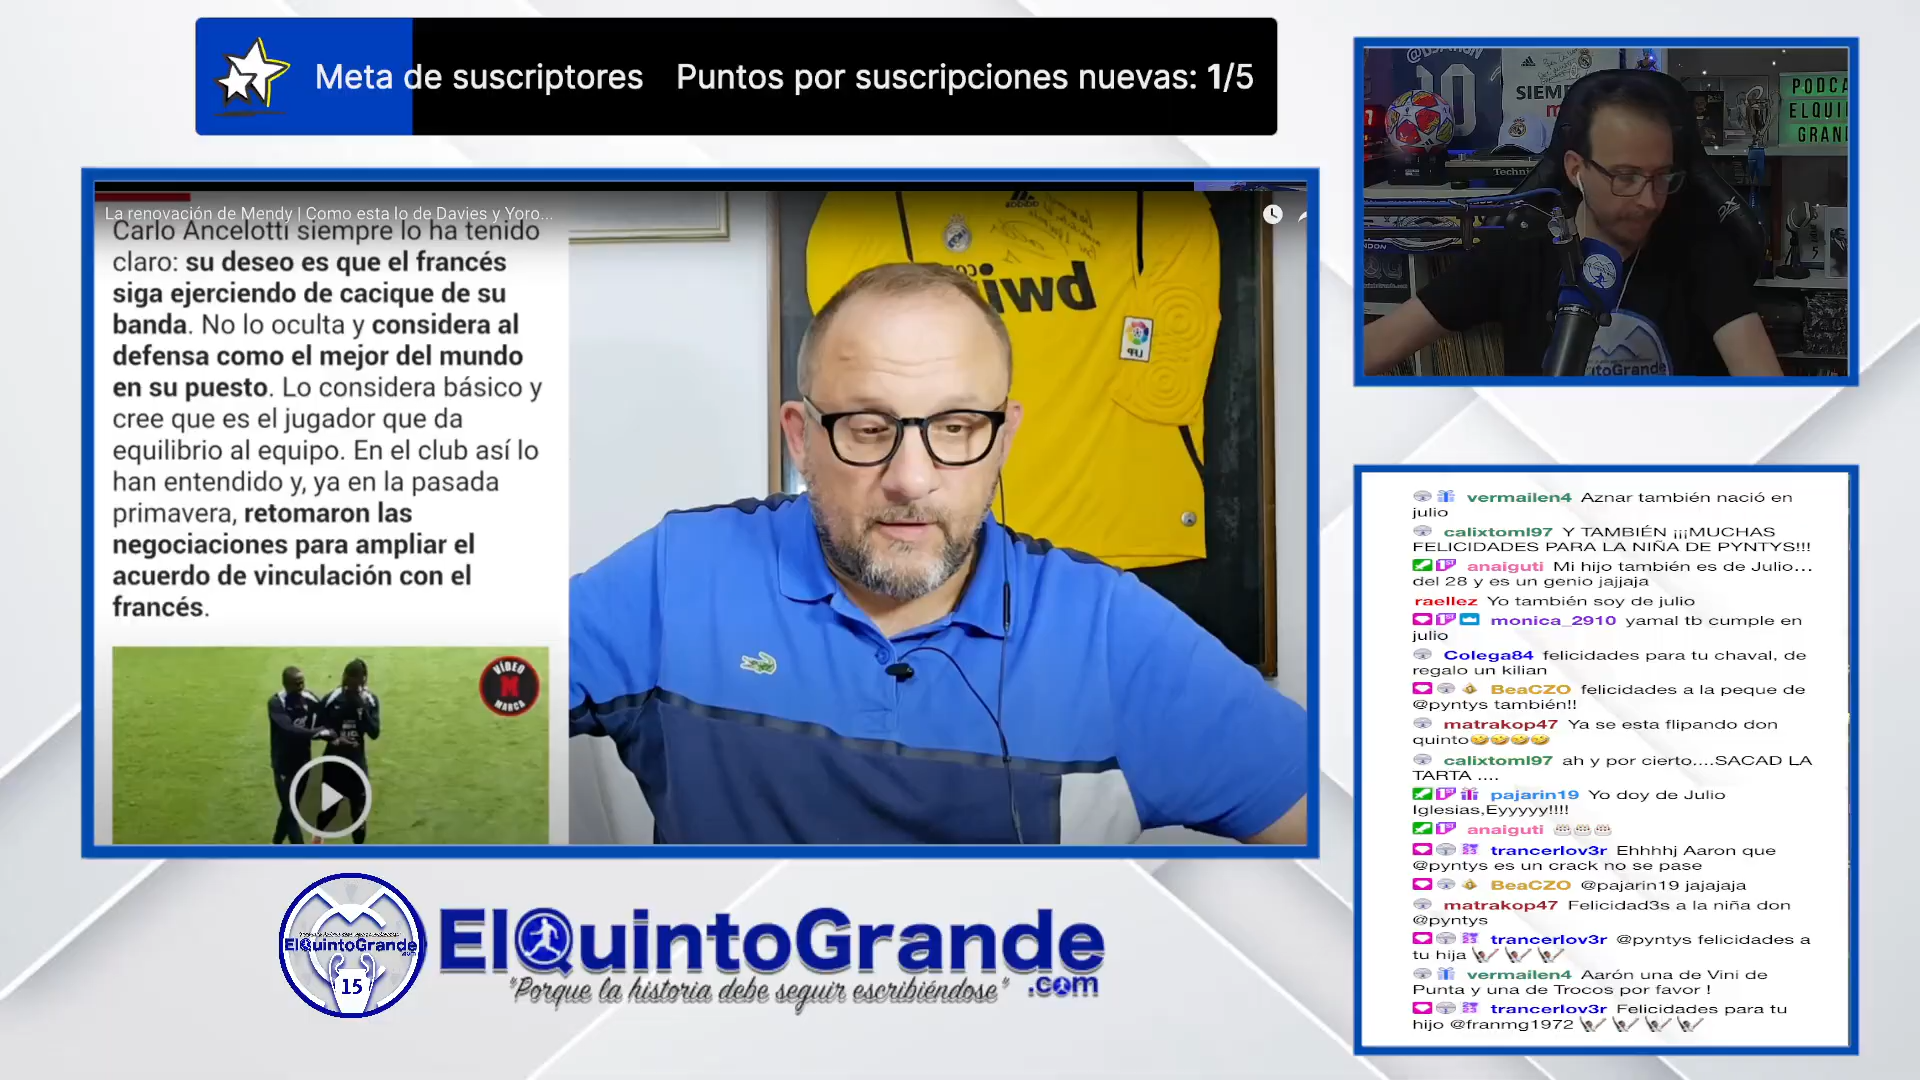 Meta de suscriptores Puntos por suscripciones nuevas: 1/5
La renovación de Mendy | Como esta lo de Davies y Yoro...
Carlo Ancelotti siempre lo ha tenido
claro: su deseo es que el francés
siga ejerciendo de cacique de su
banda. No lo oculta y considera al
defensa como el mejor del mundo
en su puesto. Lo considera básico y
cree que es el jugador que da
equilibrio al equipo. En el club así lo
han entendido y, ya en la pasada
primavera, retomaron las
negociaciones para ampliar el
acuerdo de vinculación con el
francés.
VÍDEO
M
MARCA
bwin
LFP
10
SIEM
Techni
PODCA
ELQUI
GRAN
intoGrande
vermailen4 Aznar también nació en
julio
calixtoml97 Y TAMBIÉN ¡¡¡MUCHAS
FELICIDADES PARA LA NIÑA DE PYNTYS!!!
anaiguti Mi hijo también es de Julio...
del 28 y es un genio jajjaja
raellez Yo también soy de julio
monica_2910 yamal tb cumple en
julio
Colega84 felicidades para tu chaval, de
regalo un kilian
BeaCZO felicidades a la peque de
@pyntys también!!
matrakop47 Ya se esta flipando don
quinto🤣🤣🤣🤣
calixtoml97 ah y por cierto....SACAD LA
TARTA ....
pajarin19 Yo doy de Julio
Iglesias,Eyyyyy!!!!
anaiguti 🎂🎂🎂
trancerlov3r Ehhhhj Aaron que
@pyntys es un crack no se pase
BeaCZO @pajarin19 jajajaja
matrakop47 Felicidad3s a la niña don
@pyntys
trancerlov3r @pyntys felicidades a
tu hija
vermailen4 Aarón una de Vini de
Punta y una de Trocos por favor !
trancerlov3r Felicidades para tu
hijo @franmg1972
ElQuintoGrande
15
ElQuintoGrande
"Porque la historia debe seguir escribiéndose" .com